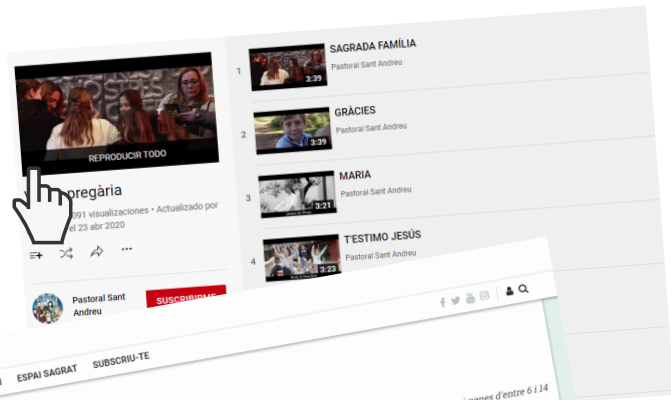 REPRODUCIR TODO
pregària
091 visualizaciones • Actualizado por
el 23 abr 2020
Pastoral Sant
Andreu
SUSCRIBIRME
1
SAGRADA FAMÍLIA
Pastoral Sant Andreu
3:39
2
GRÀCIES
Pastoral Sant Andreu
3:39
3
MARIA
Pastoral Sant Andreu
3:21
4
T'ESTIMO JESÚS
Pastoral Sant Andreu
3:23
ESPAI SAGRAT
SUBSCRIU-TE
d'entre 6 i 14